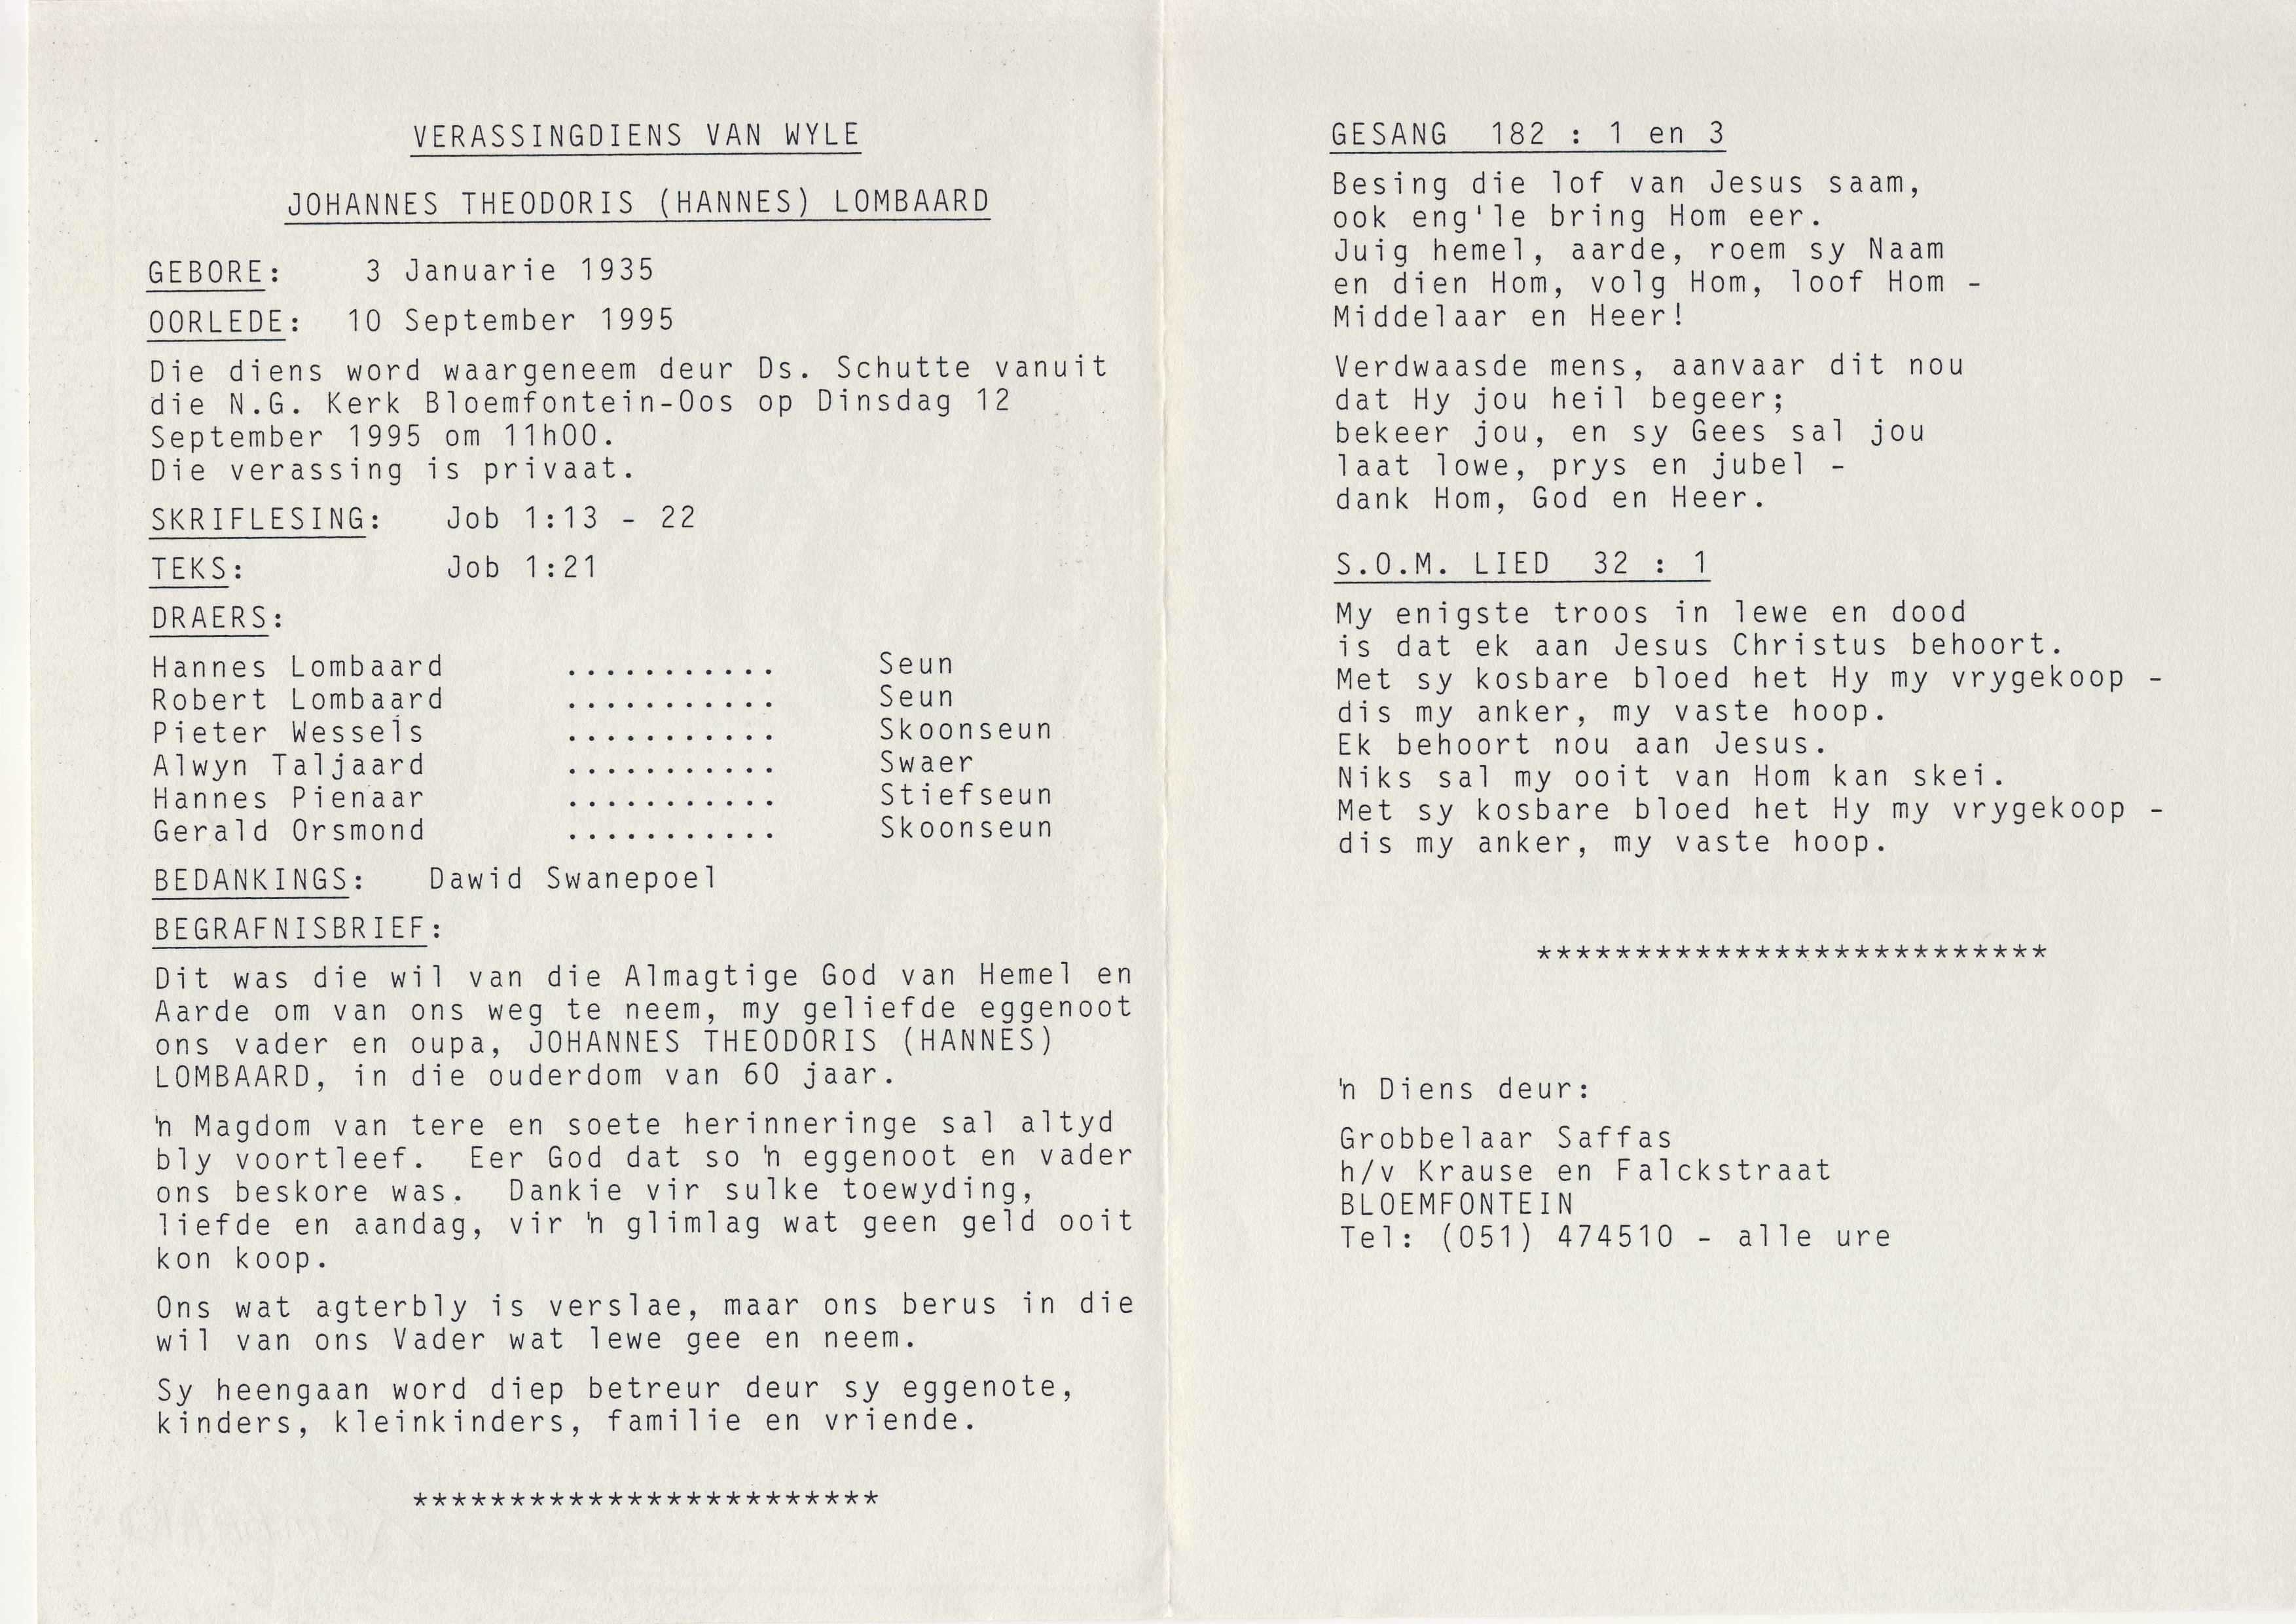 VERASSINGDIENS VAN WYLE
JOHANNES THEODORIS (HANNES) LOMBAARD
GEBORE: 3 Januarie 1935
OORLEDE: 10 September 1995
Die diens word waargeneem deur Ds. Schutte vanuit
die N.G. Kerk Bloemfontein-Oos op Dinsdag 12
September 1995 om 11h00.
Die verassing is privaat.
SKRIFLESING: Job 1:13 - 22
TEKS: Job 1:21
DRAERS:
Hannes Lombaard ........... Seun
Robert Lombaard ........... Seun
Pieter Wessels ........... Skoonseun
Alwyn Taljaard ........... Swaer
Hannes Pienaar ........... Stiefseun
Gerald Orsmond ........... Skoonseun
BEDANKINGS: Dawid Swanepoel
BEGRAFNISBRIEF:
Dit was die wil van die Almagtige God van Hemel en
Aarde om van ons weg te neem, my geliefde eggenoot
ons vader en oupa, JOHANNES THEODORIS (HANNES)
LOMBAARD, in die ouderdom van 60 jaar.
'n Magdom van tere en soete herinneringe sal altyd
bly voortleef. Eer God dat so 'n eggenoot en vader
ons beskore was. Dankie vir sulke toewyding,
liefde en aandag, vir 'n glimlag wat geen geld ooit
kon koop.
Ons wat agterbly is verslae, maar ons berus in die
wil van ons Vader wat lewe gee en neem.
Sy heengaan word diep betreur deur sy eggenote,
kinders, kleinkinders, familie en vriende.
************************
GESANG 182 : 1 en 3
Besing die lof van Jesus saam,
ook eng'le bring Hom eer.
Juig hemel, aarde, roem sy Naam
en dien Hom, volg Hom, loof Hom -
Middelaar en Heer!
Verdwaasde mens, aanvaar dit nou
dat Hy jou heil begeer;
bekeer jou, en sy Gees sal jou
laat lowe, prys en jubel -
dank Hom, God en Heer.
S.O.M. LIED 32 : 1
My enigste troos in lewe en dood
is dat ek aan Jesus Christus behoort.
Met sy kosbare bloed het Hy my vrygekoop -
dis my anker, my vaste hoop.
Ek behoort nou aan Jesus.
Niks sal my ooit van Hom kan skei.
Met sy kosbare bloed het Hy my vrygekoop -
dis my anker, my vaste hoop.
**************************
'n Diens deur:
Grobbelaar Saffas
h/v Krause en Falckstraat
BLOEMFONTEIN
Tel: (051) 474510 - alle ure